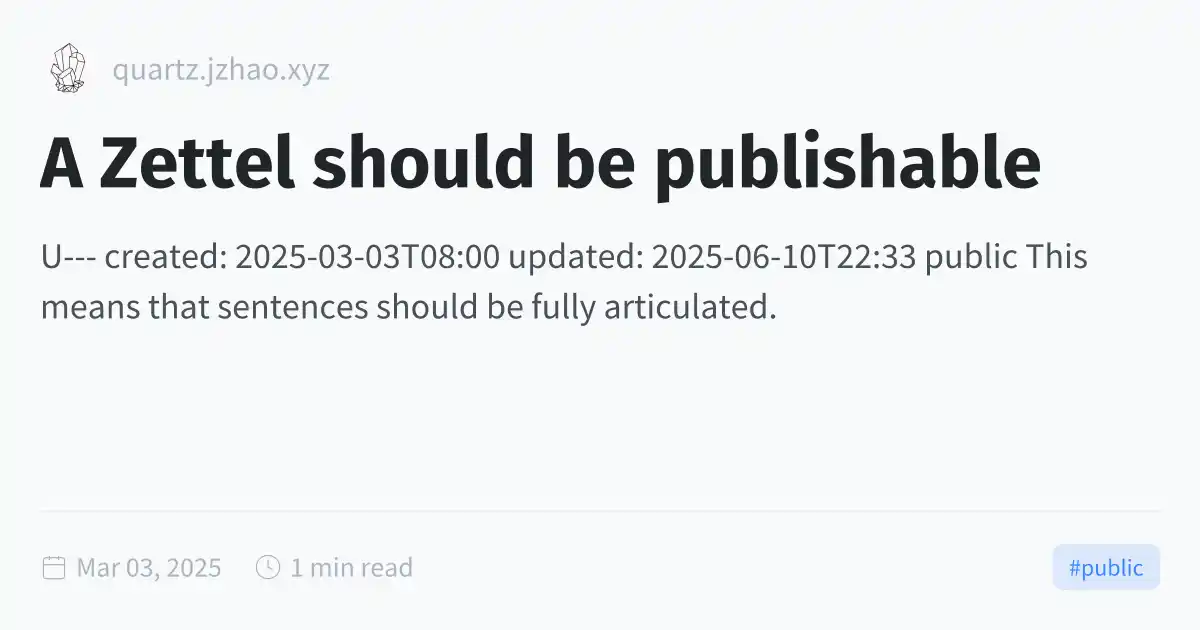 quartz.jzhao.xyz
A Zettel should be publishable
U--- created: 2025-03-03T08:00 updated: 2025-06-10T22:33 public This
means that sentences should be fully articulated.
Mar 03, 2025 1 min read #public